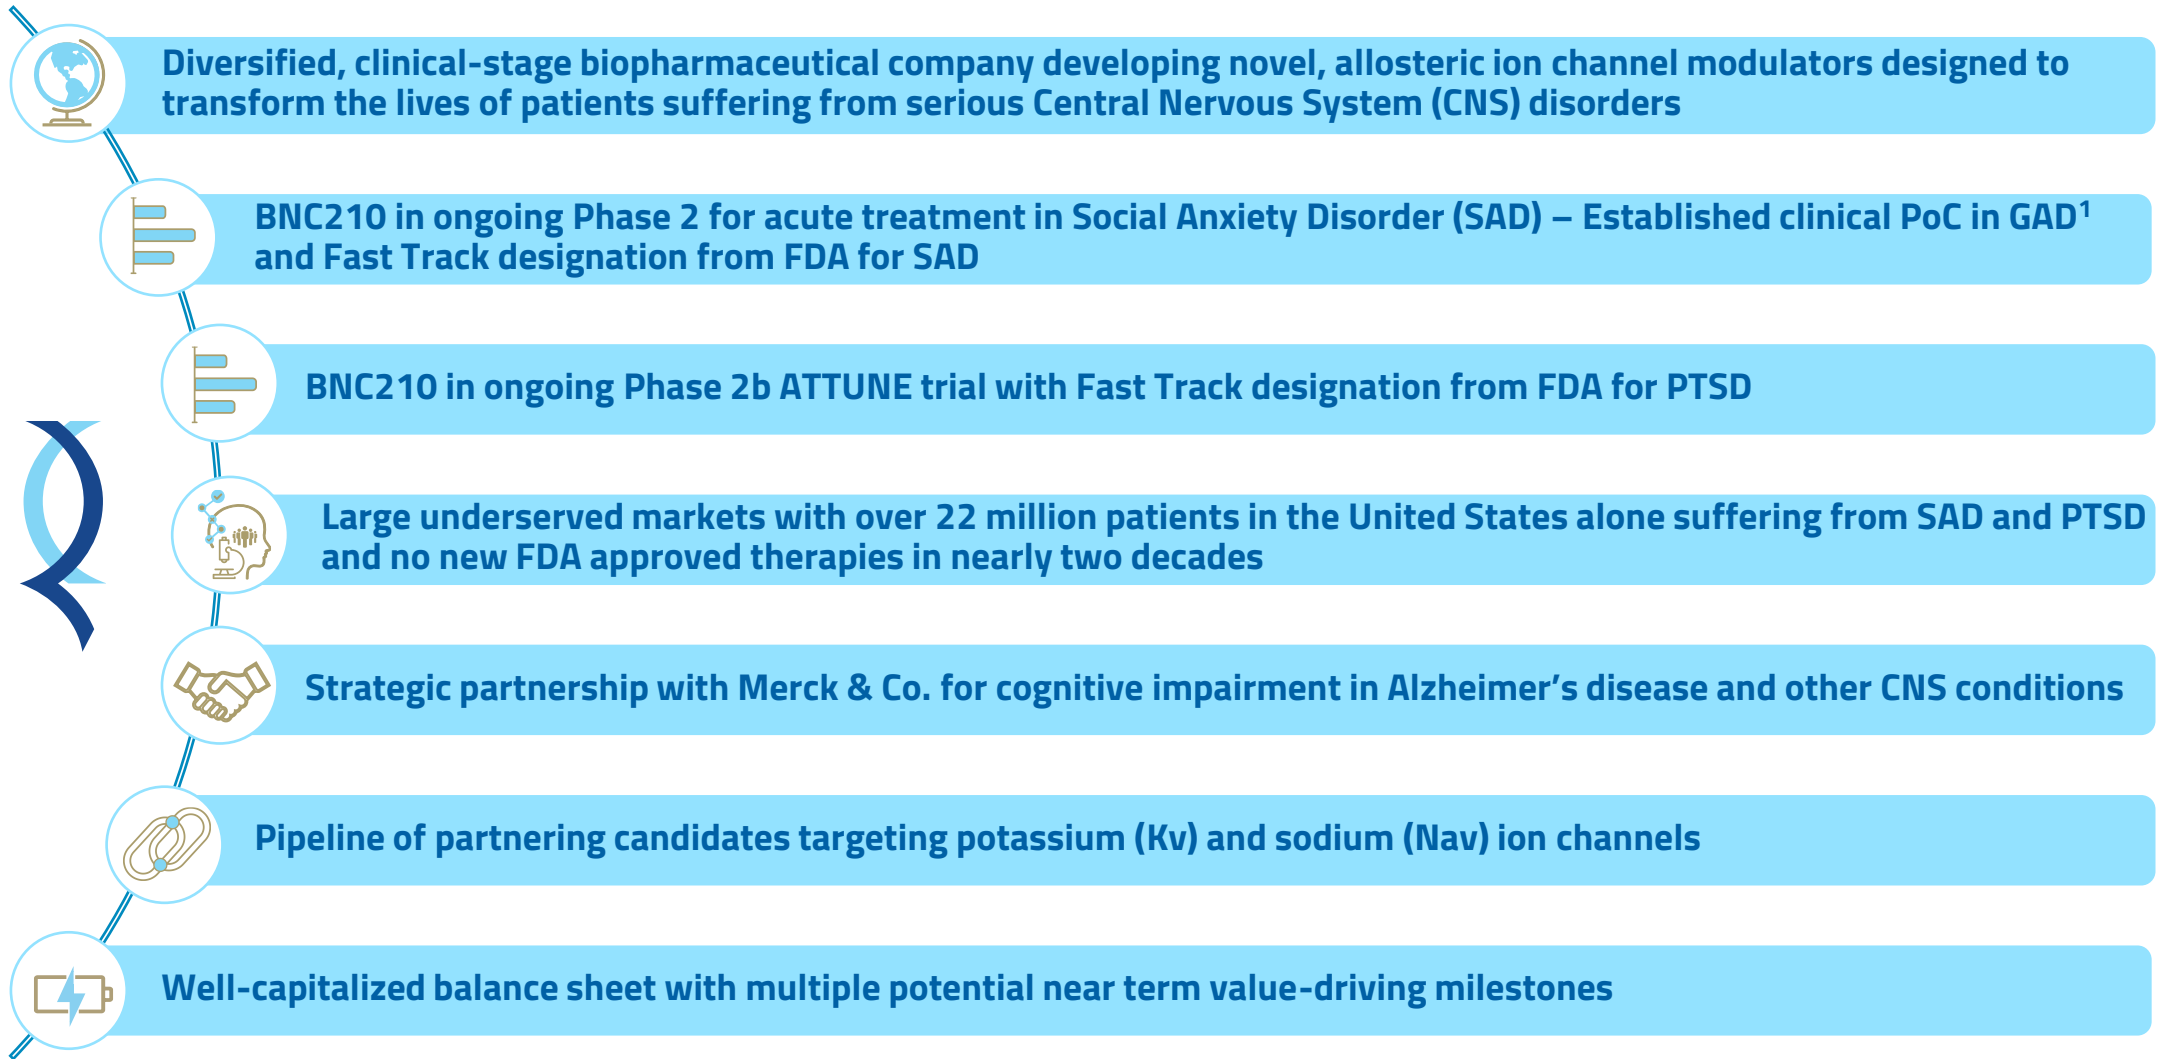 Diversified, clinical-stage biopharmaceutical company developing novel, allosteric ion channel modulators designed to
transform the lives of patients suffering from serious Central Nervous System (CNS) disorders
BNC210 in ongoing Phase 2 for acute treatment in Social Anxiety Disorder (SAD) – Established clinical PoC in GAD¹
and Fast Track designation from FDA for SAD
BNC210 in ongoing Phase 2b ATTUNE trial with Fast Track designation from FDA for PTSD
Large underserved markets with over 22 million patients in the United States alone suffering from SAD and PTSD
and no new FDA approved therapies in nearly two decades
Strategic partnership with Merck & Co. for cognitive impairment in Alzheimer’s disease and other CNS conditions
Pipeline of partnering candidates targeting potassium (Kv) and sodium (Nav) ion channels
Well-capitalized balance sheet with multiple potential near term value-driving milestones